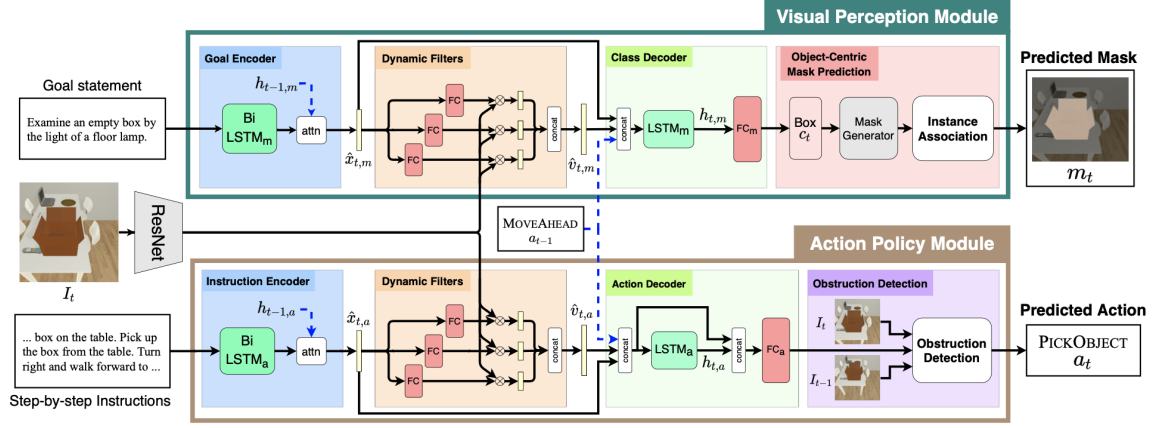 Visual Perception Module
Goal statement
Examine an empty box by
the light of a floor lamp.
Goal Encoder
h_{t-1,m}
Bi
LSTM_m
attn
x̂_{t,m}
Dynamic Filters
FC
FC
FC
concat
v̂_{t,m}
Class Decoder
concat
LSTM_m
h_{t,m}
FC_m
Object-Centric
Mask Prediction
Box
c_t
Mask
Generator
Instance
Association
Predicted Mask
m_t
I_t
ResNet
MOVEAHEAD
a_{t-1}
Action Policy Module
... box on the table. Pick up
the box from the table. Turn
right and walk forward to ...
Step-by-step Instructions
Instruction Encoder
h_{t-1,a}
Bi
LSTM_a
attn
x̂_{t,a}
Dynamic Filters
FC
FC
FC
concat
v̂_{t,a}
Action Decoder
concat
LSTM_a
h_{t,a}
concat
FC_a
Obstruction Detection
I_t
I_{t-1}
Obstruction
Detection
Predicted Action
PICKOBJECT
a_t